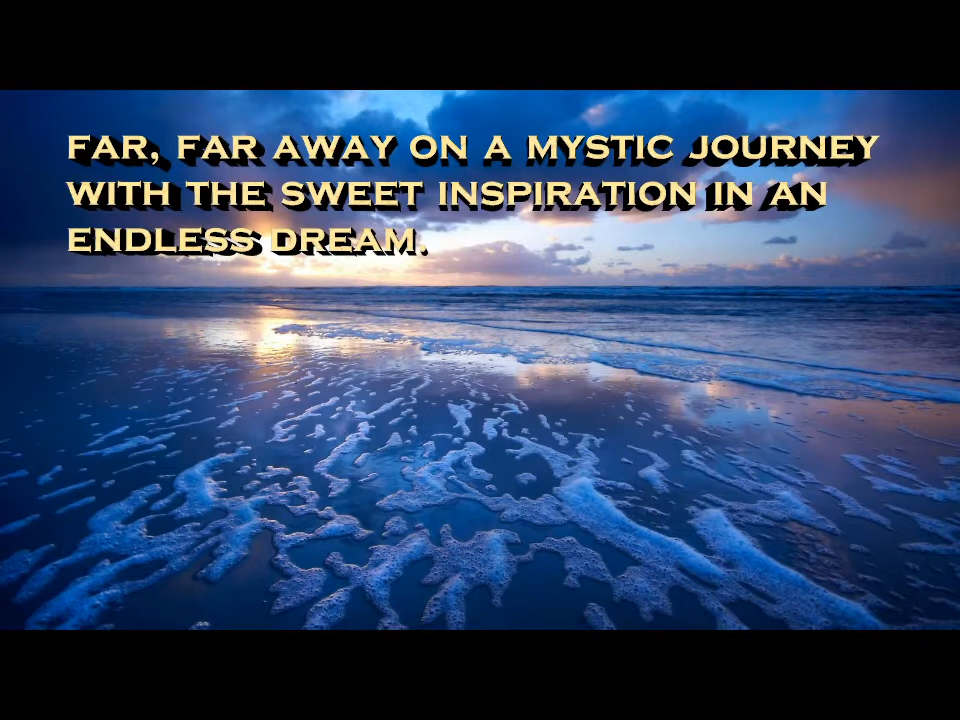 FAR, FAR AWAY ON A MYSTIC JOURNEY
WITH THE SWEET INSPIRATION IN AN
ENDLESS DREAM.